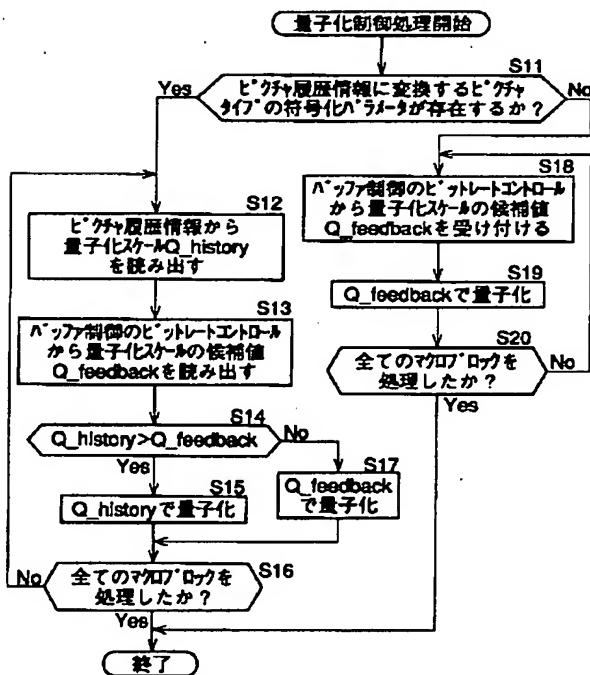 量子化制御処理開始
S11
ピクチャ履歴情報に変換するピクチャ
タイプの符号化パラメータが存在するか？
Yes
No
S12
ピクチャ履歴情報から
量子化スケールQ_history
を読み出す
S13
バッファ制御のビットレートコントロール
から量子化スケールの候補値
Q_feedbackを読み出す
S14
Q_history>Q_feedback
No
Yes
S15
Q_historyで量子化
S17
Q_feedback
で量子化
S16
全てのマクロブロックを
処理したか？
No
Yes
S18
バッファ制御のビットレートコントロール
から量子化スケールの候補値
Q_feedbackを受け付ける
S19
Q_feedbackで量子化
S20
全てのマクロブロックを
処理したか？
No
Yes
終了